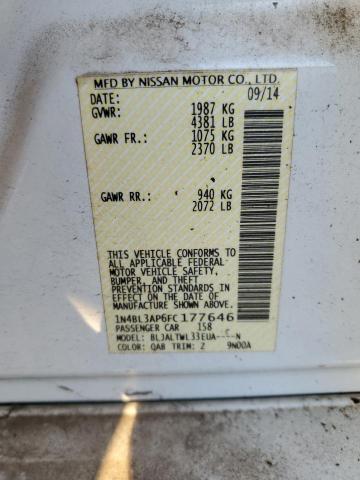 MFD BY NISSAN MOTOR CO., LTD.
DATE: 09/14
GVWR: 1987 KG
4381 LB
GAWR FR.: 1075 KG
2370 LB
GAWR RR.: 940 KG
2072 LB
THIS VEHICLE CONFORMS TO
ALL APPLICABLE FEDERAL
MOTOR VEHICLE SAFETY,
BUMPER, AND THEFT
PREVENTION STANDARDS IN
EFFECT ON THE DATE OF
MANUFACTURE SHOWN ABOVE.
1N4BL3AP6FC177646
PASSENGER CAR 158
MODEL: BLJALTWL33EUA--C--N
COLOR: QAB TRIM: 2 9N00A